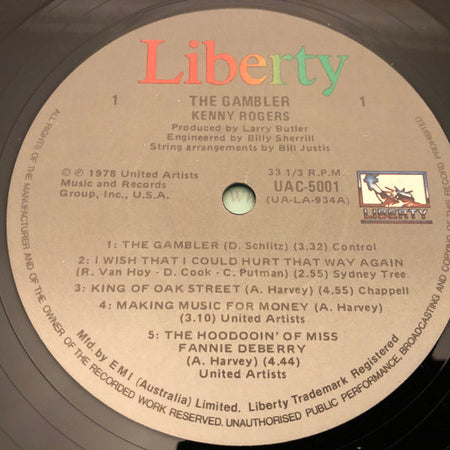 Liberty
1 THE GAMBLER 1
KENNY ROGERS
Produced by Larry Butler
Engineered by Billy Sherrill
String arrangements by Bill Justis
℗ © 1978 United Artists
Music and Records
Group, Inc., U.S.A.
33 1/3 R.P.M.
UAC-5001
(UA-LA-934A)
LIBERTY
1: THE GAMBLER (D. Schlitz) (3.32) Control
2: I WISH THAT I COULD HURT THAT WAY AGAIN
(R. Van Hoy - D. Cook - C. Putman) (2.55) Sydney Tree
3: KING OF OAK STREET (A. Harvey) (4.55) Chappell
4: MAKING MUSIC FOR MONEY (A. Harvey)
(3.10) United Artists
5: THE HOODOOIN' OF MISS
FANNIE DEBERRY
(A. Harvey) (4.44)
United Artists
Mfd. by EMI (Australia) Limited. Liberty Trademark Registered
ALL RIGHTS OF THE MANUFACTURER AND OF THE OWNER OF THE RECORDED WORK RESERVED. UNAUTHORISED PUBLIC PERFORMANCE, BROADCASTING AND COPYING OF THIS RECORD PROHIBITED